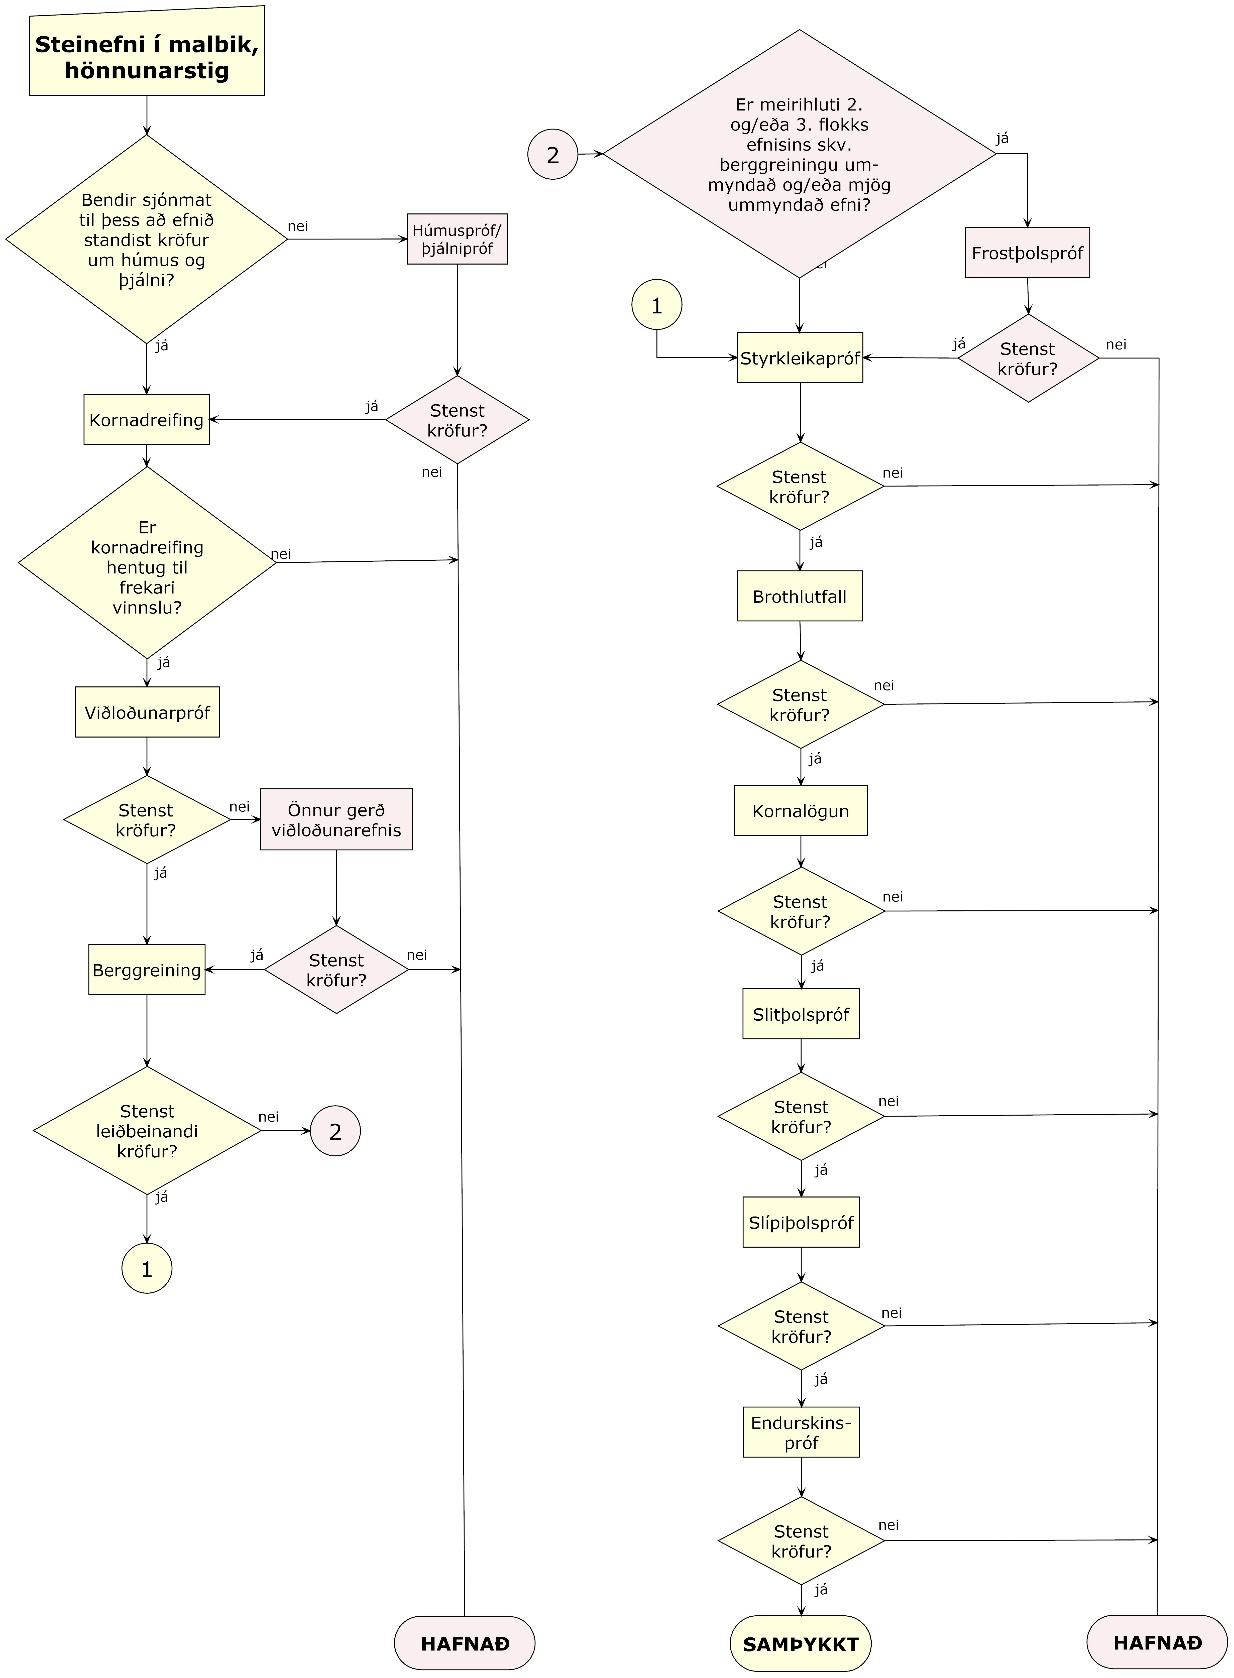 Steinefni í malbik,
hönnunarstig
Bendir sjónmat
til þess að efnið
standist kröfur
um húmus og
þjálni?
nei
Húmuspróf/
þjálnipróf
já
Kornadreifing
já
Stenst
kröfur?
nei
Er
kornadreifing
hentug til
frekari
vinnslu?
nei
já
Viðloðunarpróf
Stenst
kröfur?
nei
Önnur gerð
viðloðunarefnis
já
Berggreining
já
Stenst
kröfur?
nei
Stenst
leiðbeinandi
kröfur?
nei
2
já
1
HAFNAÐ
2
Er meirihluti 2.
og/eða 3. flokks
efnisins skv.
berggreiningu um-
myndað og/eða mjög
ummyndað efni?
já
Frostþolspróf
1
Styrkleikapróf
já
Stenst
kröfur?
nei
Stenst
kröfur?
nei
já
Brothlutfall
Stenst
kröfur?
nei
já
Kornalögun
Stenst
kröfur?
nei
já
Slitþolspróf
Stenst
kröfur?
nei
já
Slípiþolspróf
Stenst
kröfur?
nei
já
Endurskins-
próf
Stenst
kröfur?
nei
já
SAMÞYKKT
HAFNAÐ